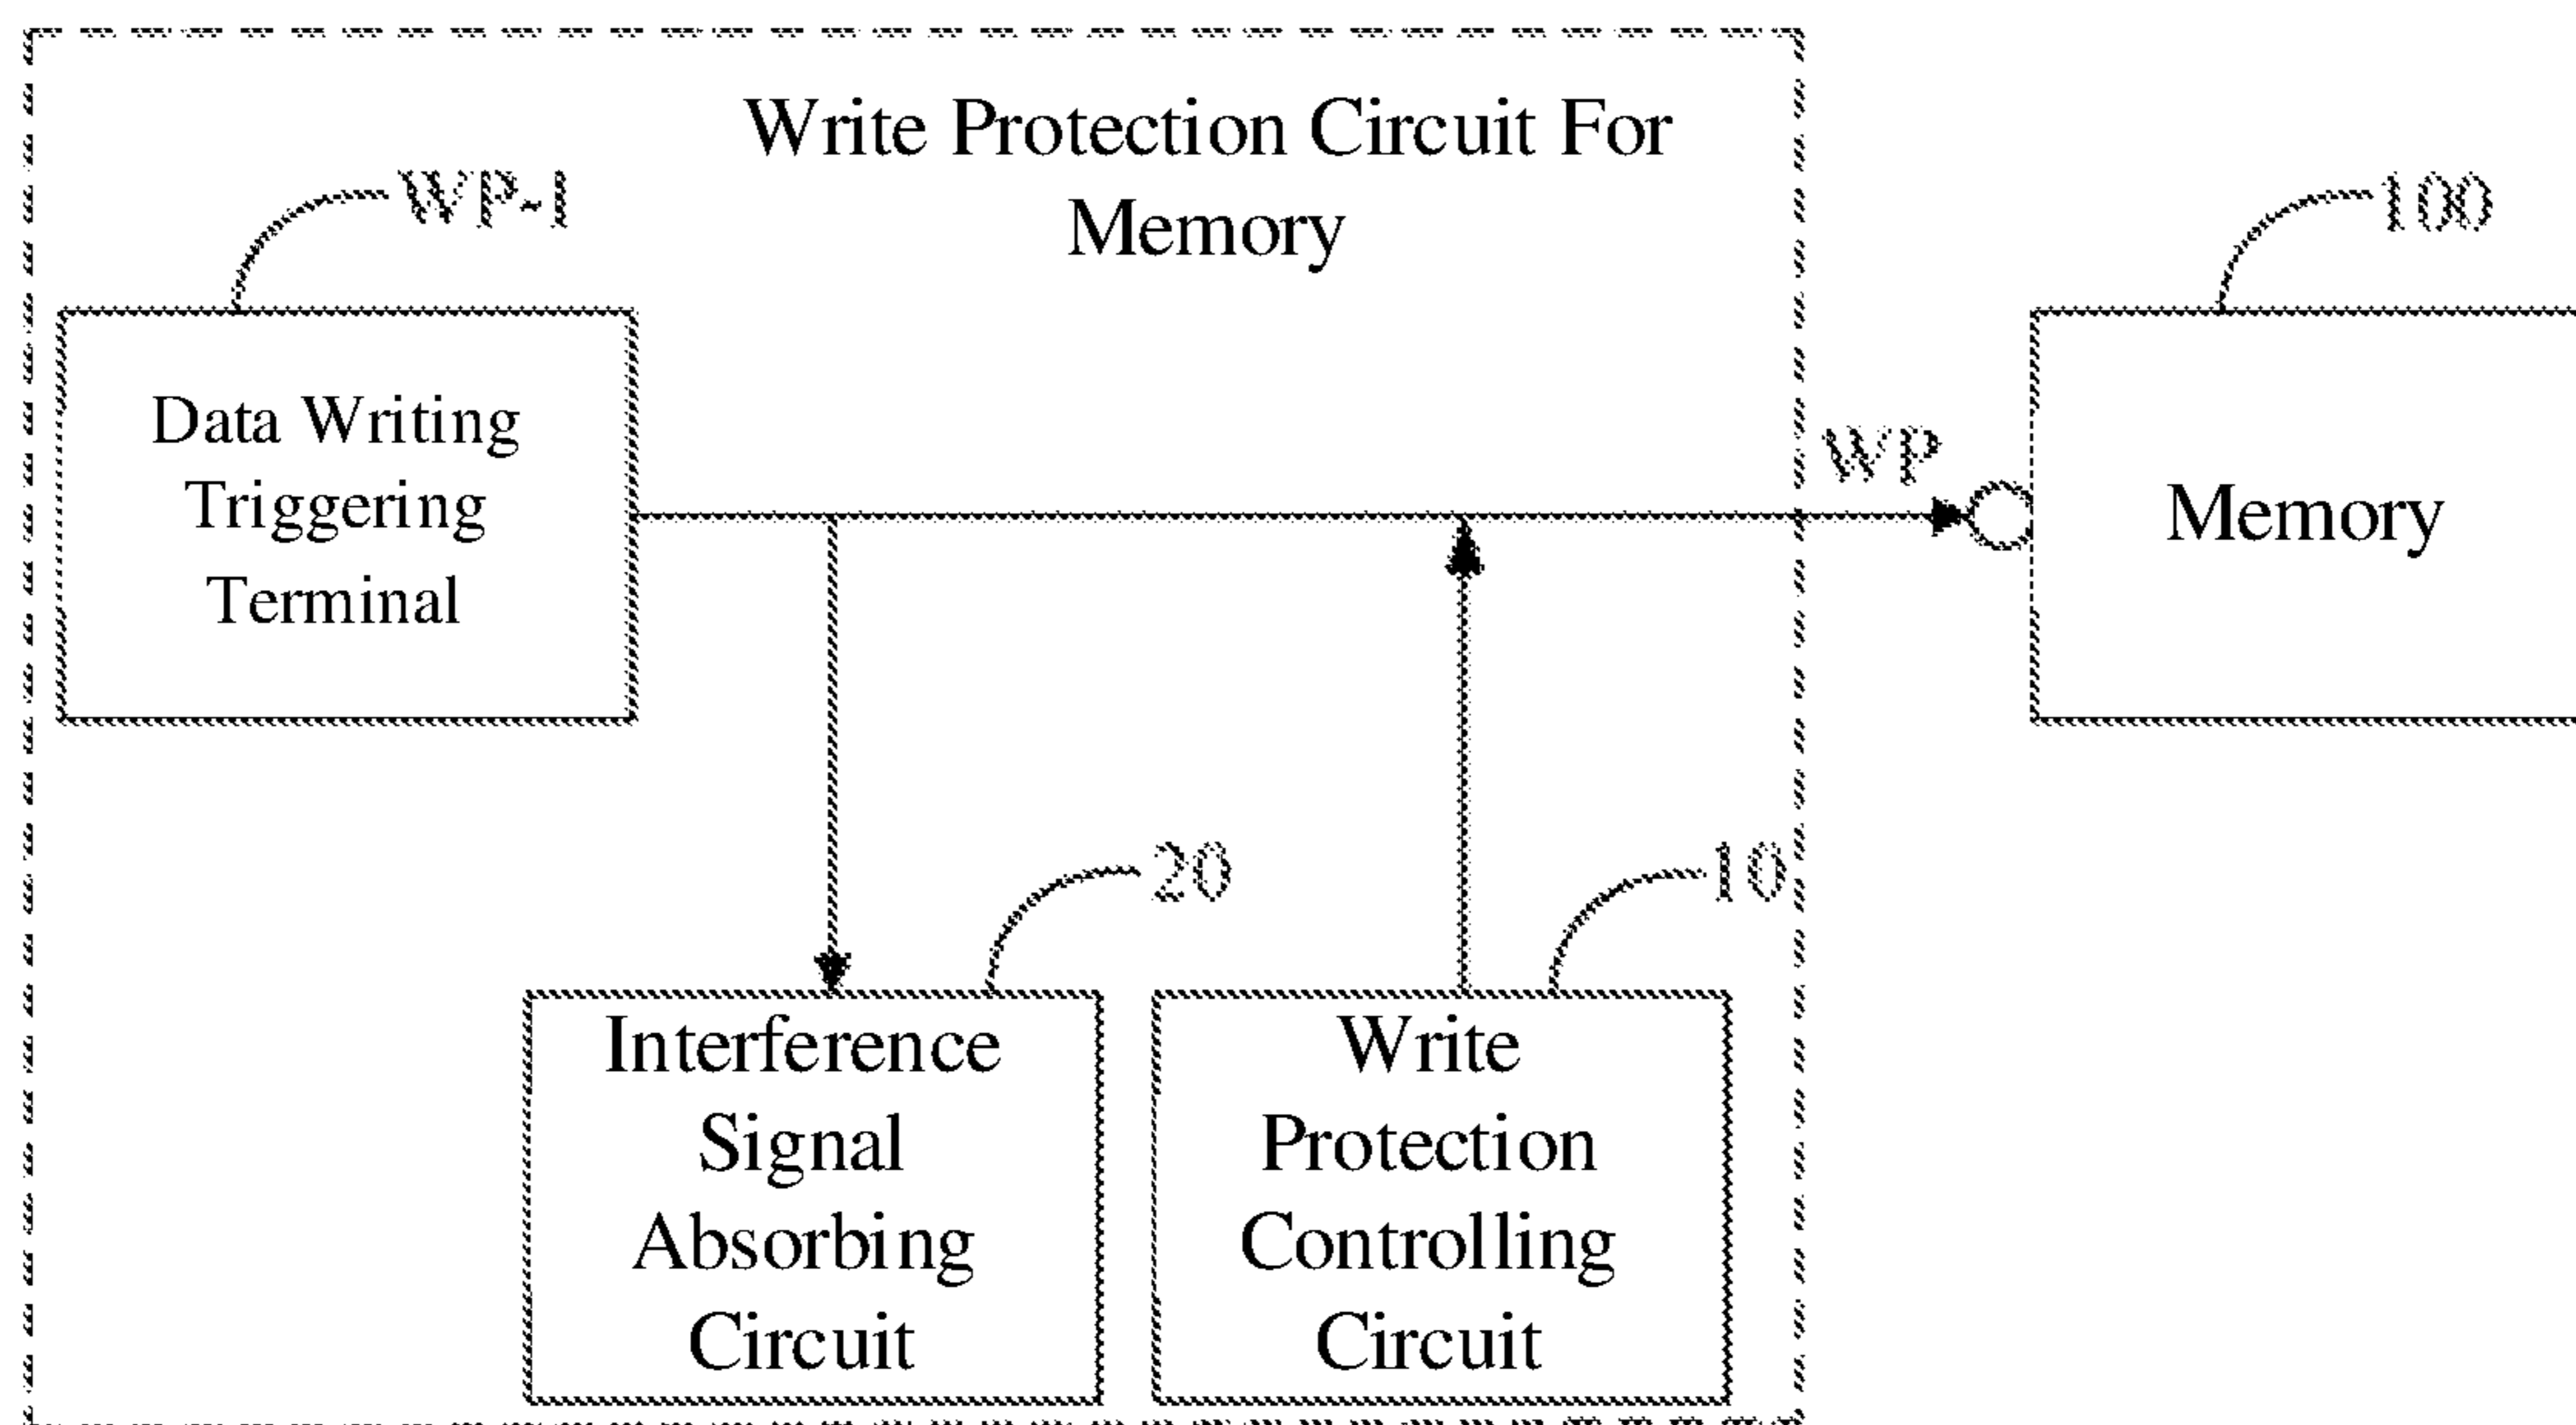 Write Protection Circuit For
Memory
WP-1
100
Data Writing
Triggering
Terminal
WP
Memory
20
10
Interference
Signal
Absorbing
Circuit
Write
Protection
Controlling
Circuit